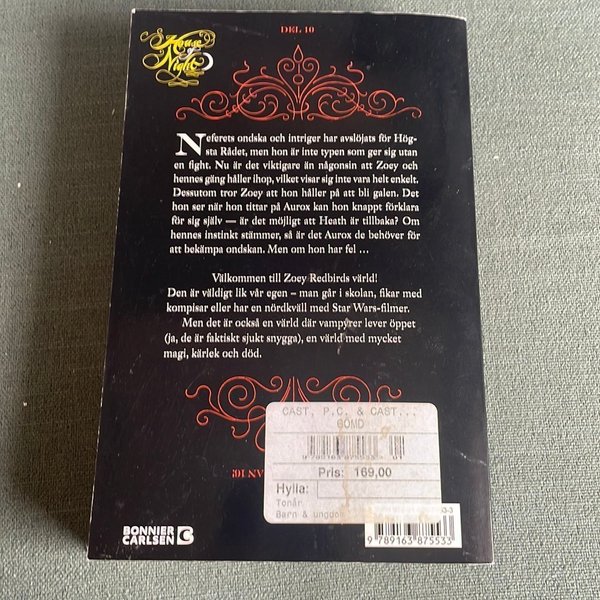 DEL 10
House of Night
Neferets ondska och intriger har avslöjats för Hög-
sta Rådet, men hon är inte typen som ger sig utan
en fight. Nu är det viktigare än någonsin att Zoey och
hennes gäng håller ihop, vilket visar sig inte vara helt enkelt.
Dessutom tror Zoey att hon håller på att bli galen. Det
hon ser när hon tittar på Aurox kan hon knappt förklara
för sig själv — är det möjligt att Heath är tillbaka? Om
hennes instinkt stämmer, så är det Aurox de behöver för
att bekämpa ondskan. Men om hon har fel ...
Välkommen till Zoey Redbirds värld!
Den är väldigt lik vår egen – man går i skolan, fikar med
kompisar eller har en nördkväll med Star Wars-filmer.
Men det är också en värld där vampyrer lever öppet
(ja, de är faktiskt sjukt snygga), en värld med mycket
magi, kärlek och död.
CAST, P.C. & CAST...
GÖMD
9789163875533 01
Pris: 169,00
Hylla:
Tonår
Barn & ungdom
BONNIER
CARLSEN
9 789163 875533